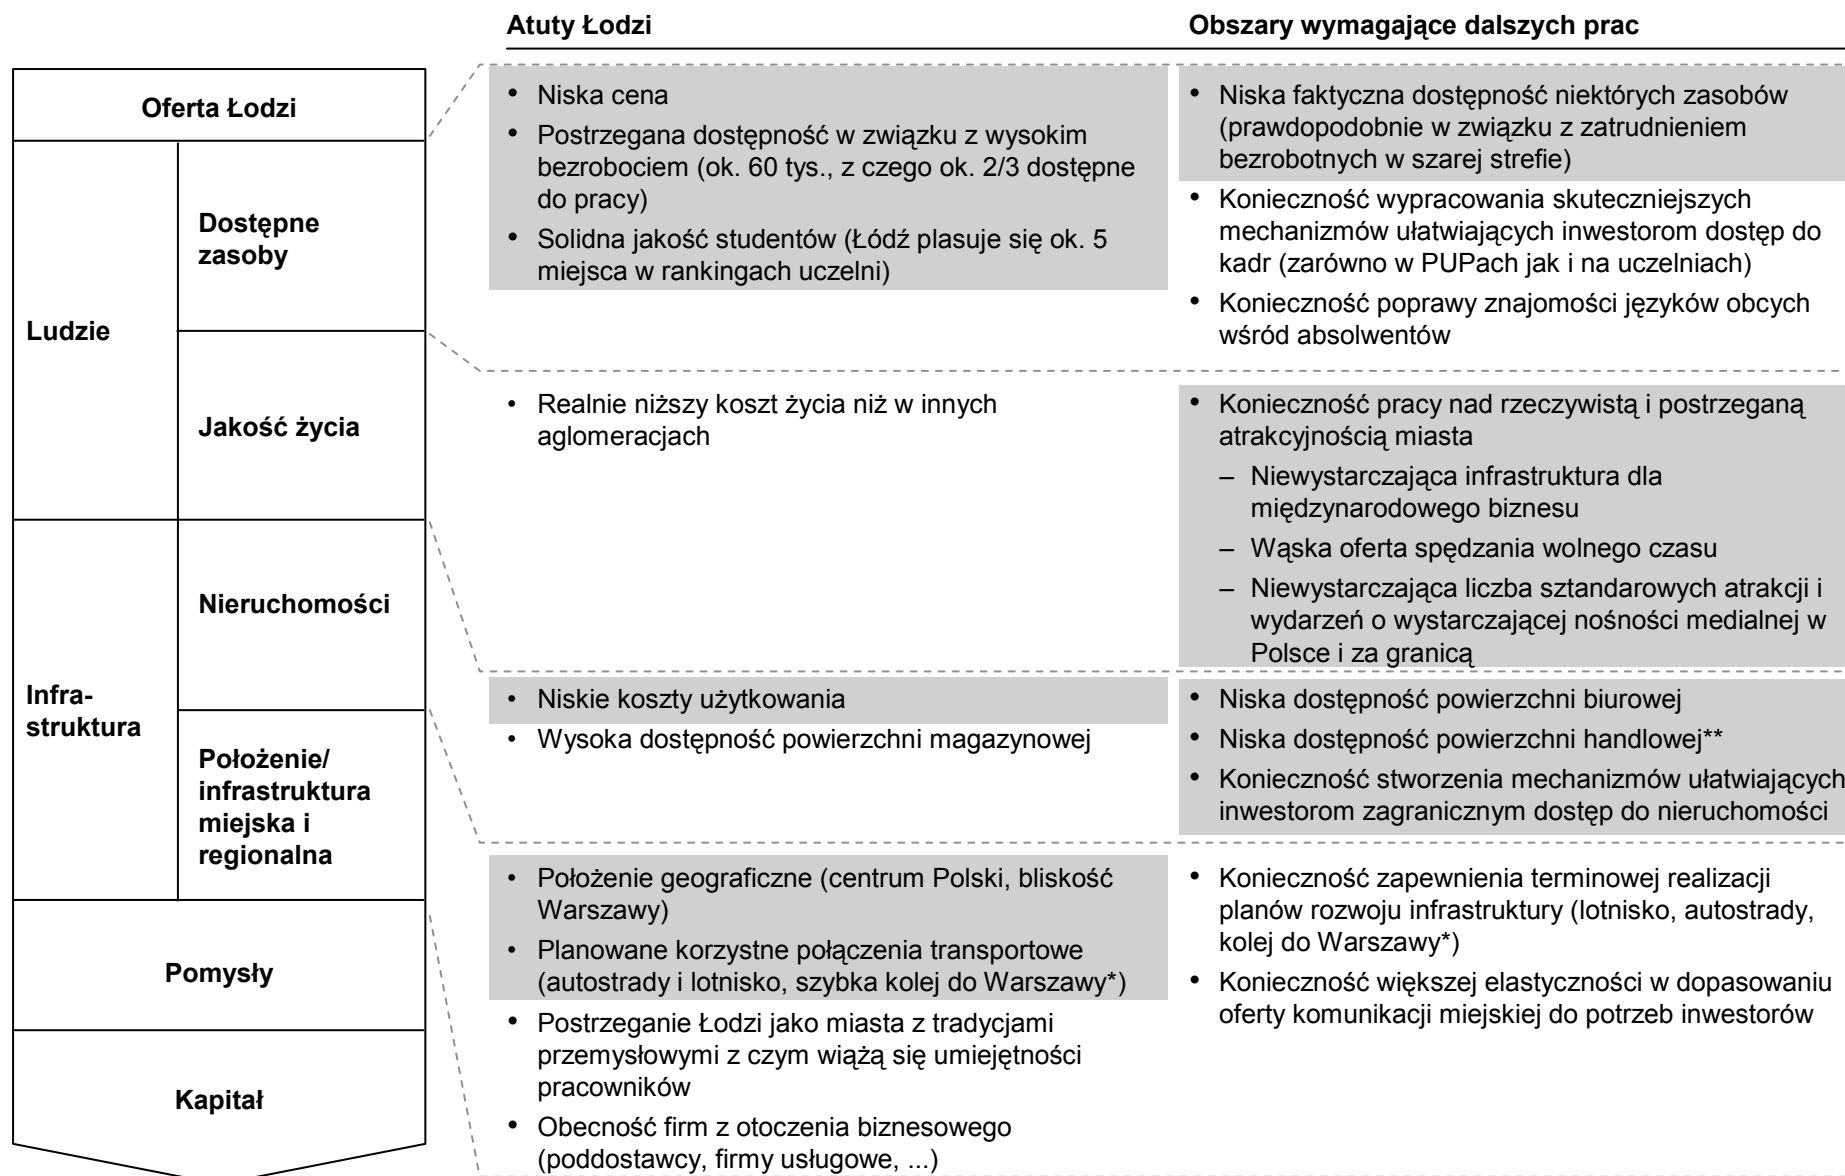 Atuty Łodzi
Obszary wymagające dalszych prac
Oferta Łodzi
Ludzie
Dostępne
zasoby
Jakość życia
Infra-
struktura
Nieruchomości
Położenie/
infrastruktura
miejska i
regionalna
Pomysły
Kapitał
• Niska cena
• Postrzegana dostępność w związku z wysokim
bezrobociem (ok. 60 tys., z czego ok. 2/3 dostępne
do pracy)
• Solidna jakość studentów (Łódź plasuje się ok. 5
miejsca w rankingach uczelni)
• Niska faktyczna dostępność niektórych zasobów
(prawdopodobnie w związku z zatrudnieniem
bezrobotnych w szarej strefie)
• Konieczność wypracowania skuteczniejszych
mechanizmów ułatwiających inwestorom dostęp do
kadr (zarówno w PUPach jak i na uczelniach)
• Konieczność poprawy znajomości języków obcych
wśród absolwentów
• Realnie niższy koszt życia niż w innych
aglomeracjach
• Konieczność pracy nad rzeczywistą i postrzeganą
atrakcyjnością miasta
– Niewystarczająca infrastruktura dla
międzynarodowego biznesu
– Wąska oferta spędzania wolnego czasu
– Niewystarczająca liczba sztandarowych atrakcji i
wydarzeń o wystarczającej nośności medialnej w
Polsce i za granicą
• Niskie koszty użytkowania
• Wysoka dostępność powierzchni magazynowej
• Niska dostępność powierzchni biurowej
• Niska dostępność powierzchni handlowej**
• Konieczność stworzenia mechanizmów ułatwiających
inwestorom zagranicznym dostęp do nieruchomości
• Położenie geograficzne (centrum Polski, bliskość
Warszawy)
• Planowane korzystne połączenia transportowe
(autostrady i lotnisko, szybka kolej do Warszawy*)
• Postrzeganie Łodzi jako miasta z tradycjami
przemysłowymi z czym wiążą się umiejętności
pracowników
• Obecność firm z otoczenia biznesowego
(poddostawcy, firmy usługowe, ...)
• Konieczność zapewnienia terminowej realizacji
planów rozwoju infrastruktury (lotnisko, autostrady,
kolej do Warszawy*)
• Konieczność większej elastyczności w dopasowaniu
oferty komunikacji miejskiej do potrzeb inwestorów